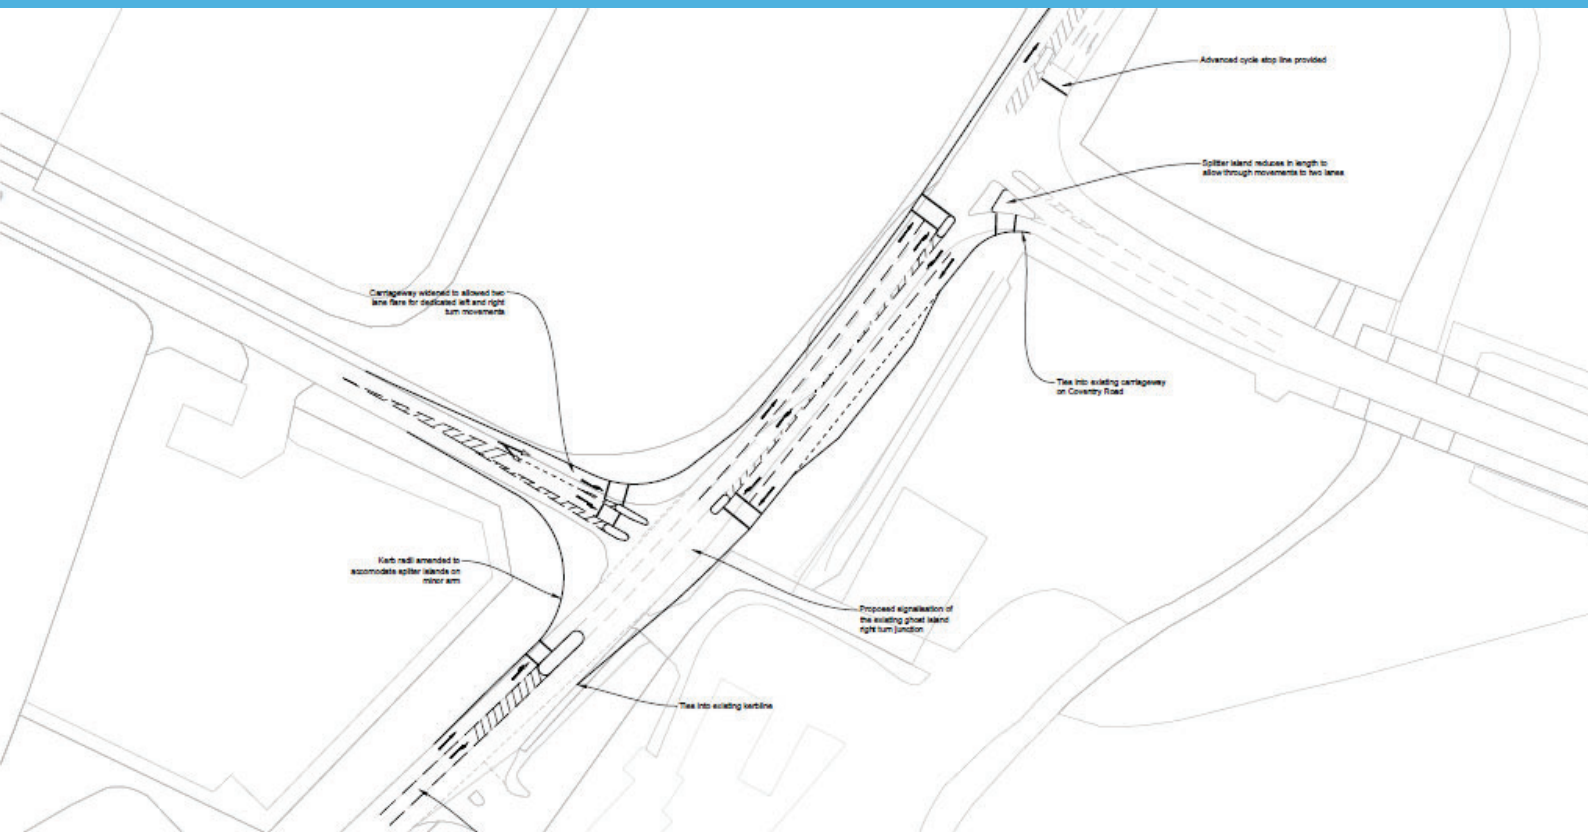 Advanced cycle stop line provided
Splitter island reduces in length to
allow through movements to two lanes
Carriageway widened to allowed two
lane flare for dedicated left and right
turn movements
Ties into existing carriageway
on Coventry Road
Kerb radii amended to
accomodate splitter islands on
minor arm
Proposed signalisation of
the existing ghost island
right turn junction
Ties into existing kerbline